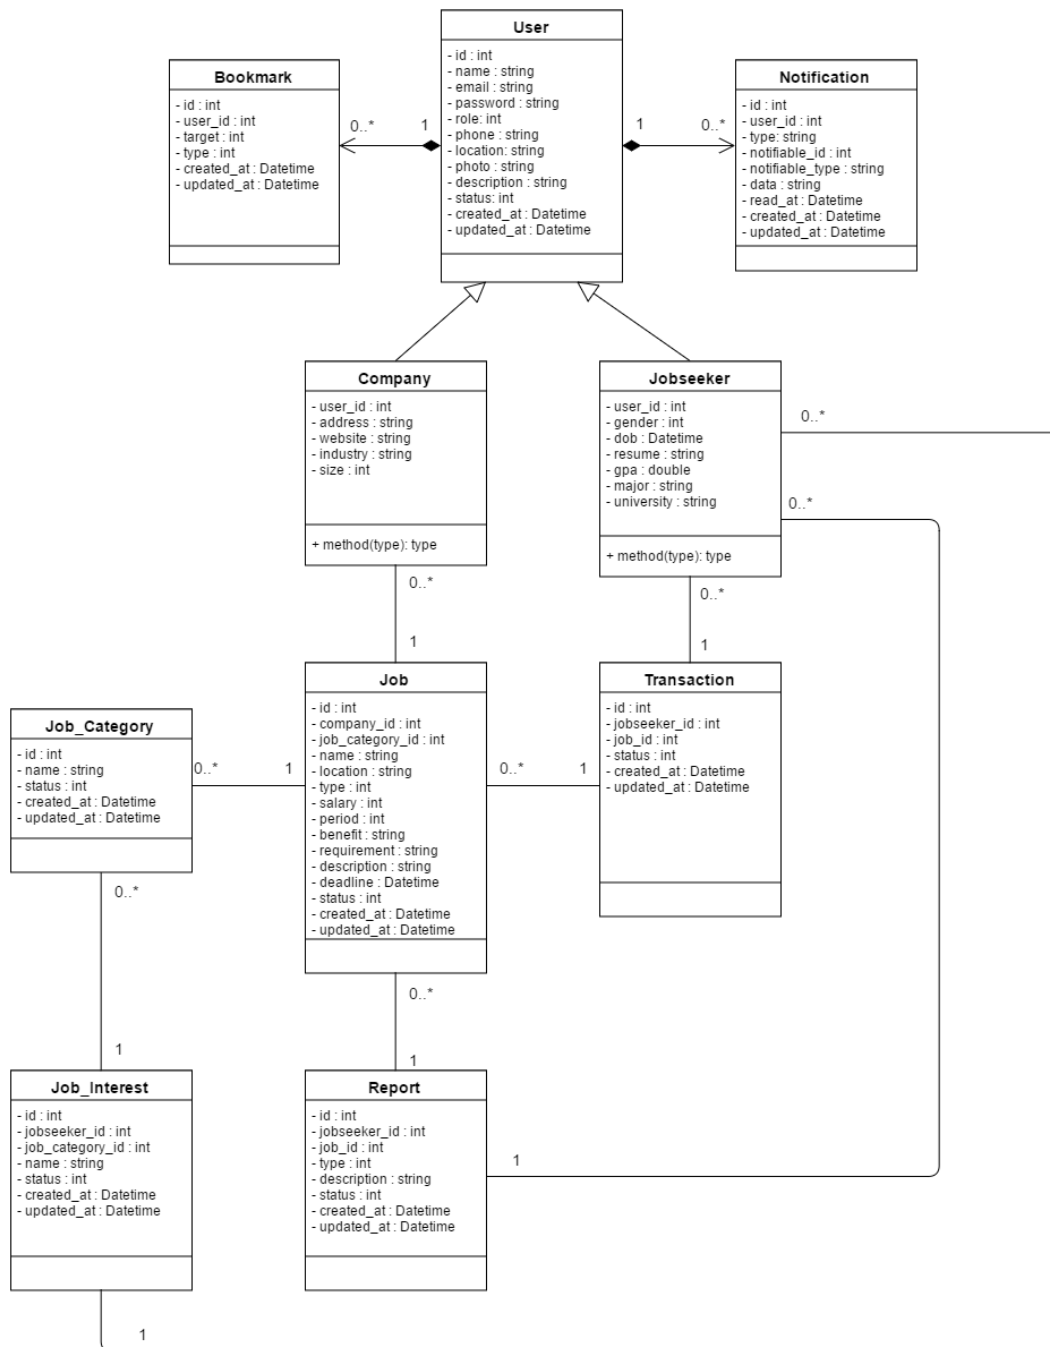 User
- id : int
- name : string
- email : string
- password : string
- role: int
- phone : string
- location: string
- photo : string
- description : string
- status: int
- created_at : Datetime
- updated_at : Datetime
Bookmark
- id : int
- user_id : int
- target : int
- type : int
- created_at : Datetime
- updated_at : Datetime
0..*
1
Notification
- id : int
- user_id : int
- type: string
- notifiable_id : int
- notifiable_type : string
- data : string
- read_at : Datetime
- created_at : Datetime
- updated_at : Datetime
1
0..*
Company
- user_id : int
- address : string
- website : string
- industry : string
- size : int
+ method(type): type
Jobseeker
- user_id : int
- gender : int
- dob : Datetime
- resume : string
- gpa : double
- major : string
- university : string
+ method(type): type
0..*
0..*
0..*
1
0..*
1
Job_Category
- id : int
- name : string
- status : int
- created_at : Datetime
- updated_at : Datetime
0..*
1
Job
- id : int
- company_id : int
- job_category_id : int
- name : string
- location : string
- type : int
- salary : int
- period : int
- benefit : string
- requirement : string
- description : string
- deadline : Datetime
- status : int
- created_at : Datetime
- updated_at : Datetime
0..*
1
Transaction
- id : int
- jobseeker_id : int
- job_id : int
- status : int
- created_at : Datetime
- updated_at : Datetime
0..*
1
0..*
1
Job_Interest
- id : int
- jobseeker_id : int
- job_category_id : int
- name : string
- status : int
- created_at : Datetime
- updated_at : Datetime
Report
- id : int
- jobseeker_id : int
- job_id : int
- type : int
- description : string
- status : int
- created_at : Datetime
- updated_at : Datetime
1
1